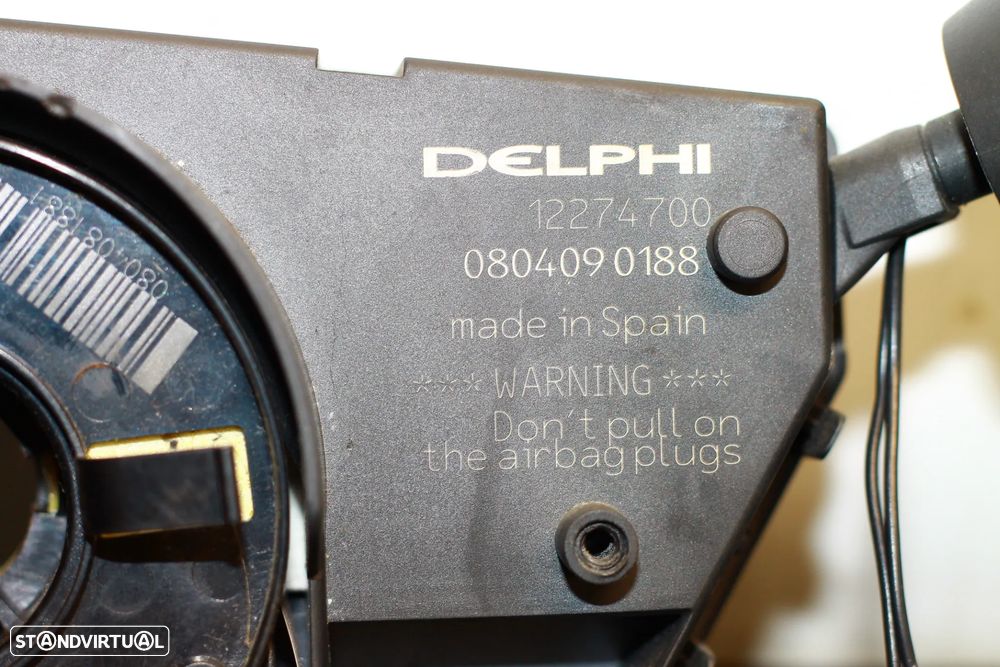 DELPHI
12274700
080409 0188
made in Spain
*** WARNING ***
Don´t pull on
the airbag plugs
STANDVIRTUAL